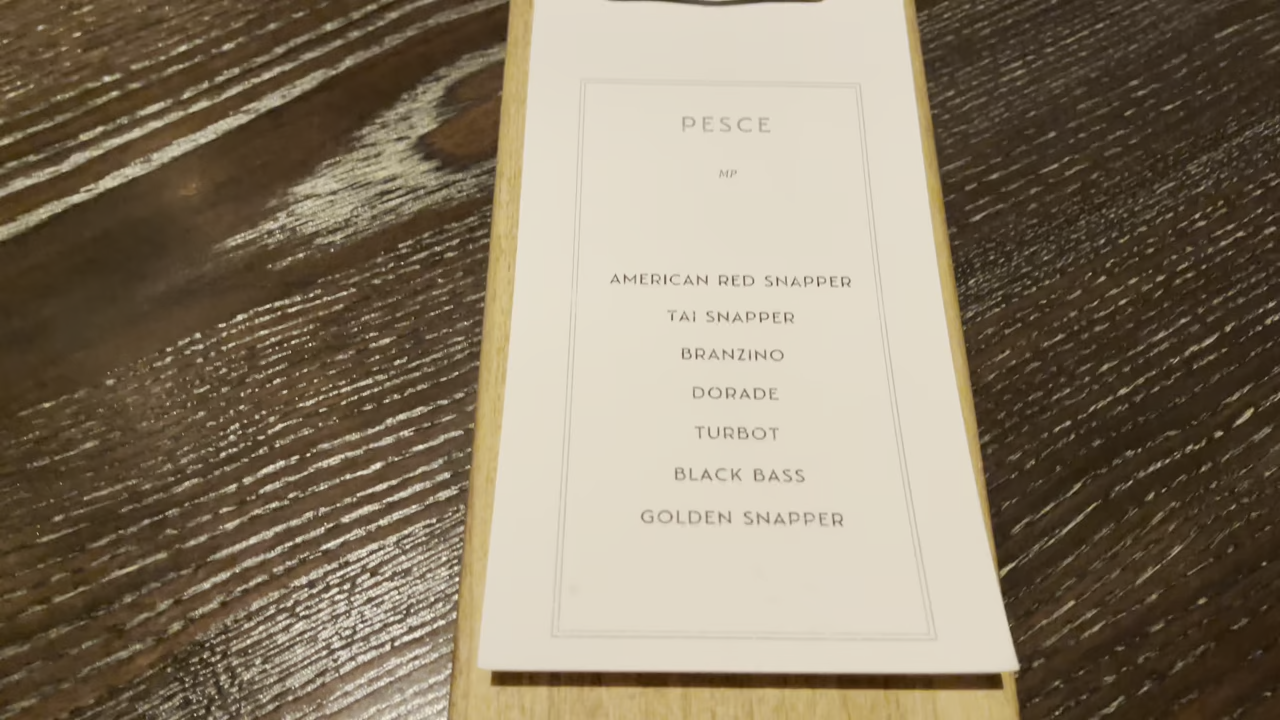 PESCE
MP
AMERICAN RED SNAPPER
TAI SNAPPER
BRANZINO
DORADE
TURBOT
BLACK BASS
GOLDEN SNAPPER